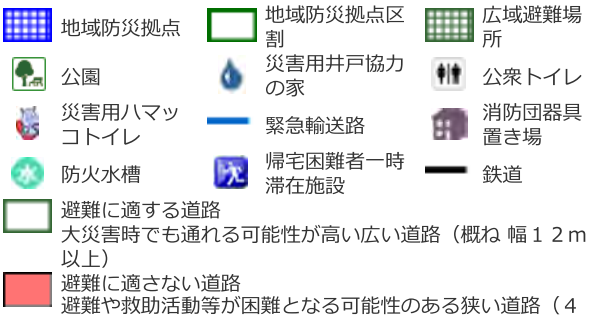 地域防災拠点
地域防災拠点区
割
広域避難場
所
公園
災害用井戸協力
の家
公衆トイレ
災害用ハマッ
コトイレ
緊急輸送路
消防団器具
置き場
防火水槽
帰宅困難者一時
滞在施設
鉄道
避難に適する道路
大災害時でも通れる可能性が高い広い道路（概ね 幅１２ｍ
以上）
避難に適さない道路
避難や救助活動等が困難となる可能性のある狭い道路（４